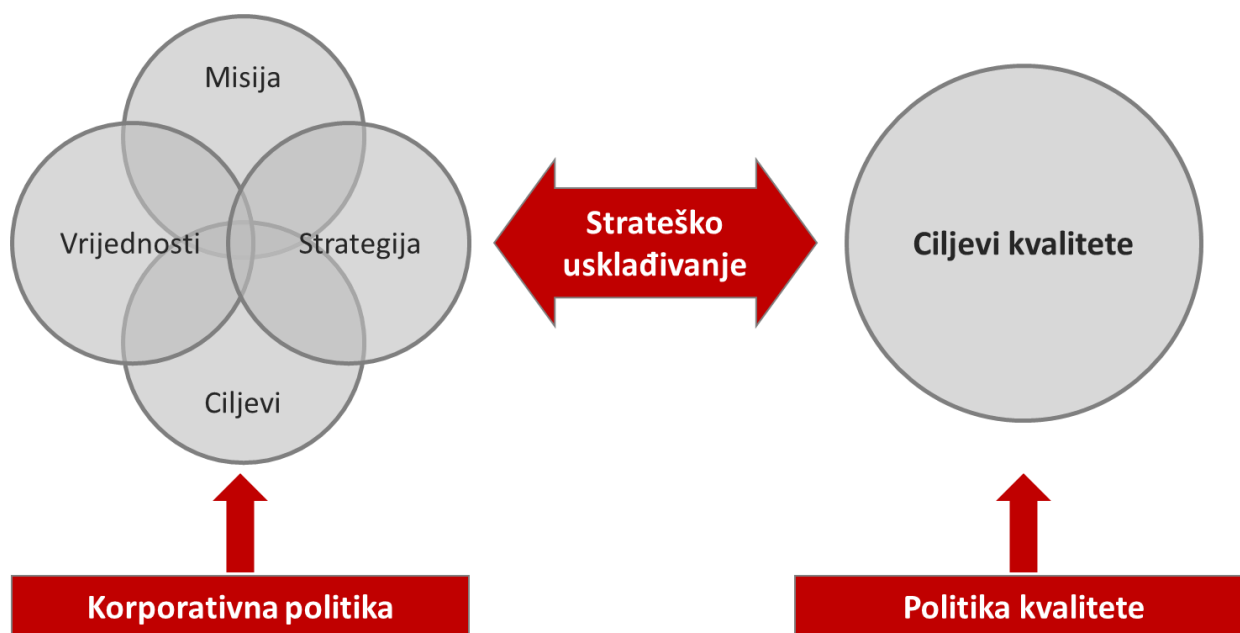 Misija
Vrijednosti
Strategija
Ciljevi
Strateško
usklađivanje
Ciljevi kvalitete
Korporativna politika
Politika kvalitete